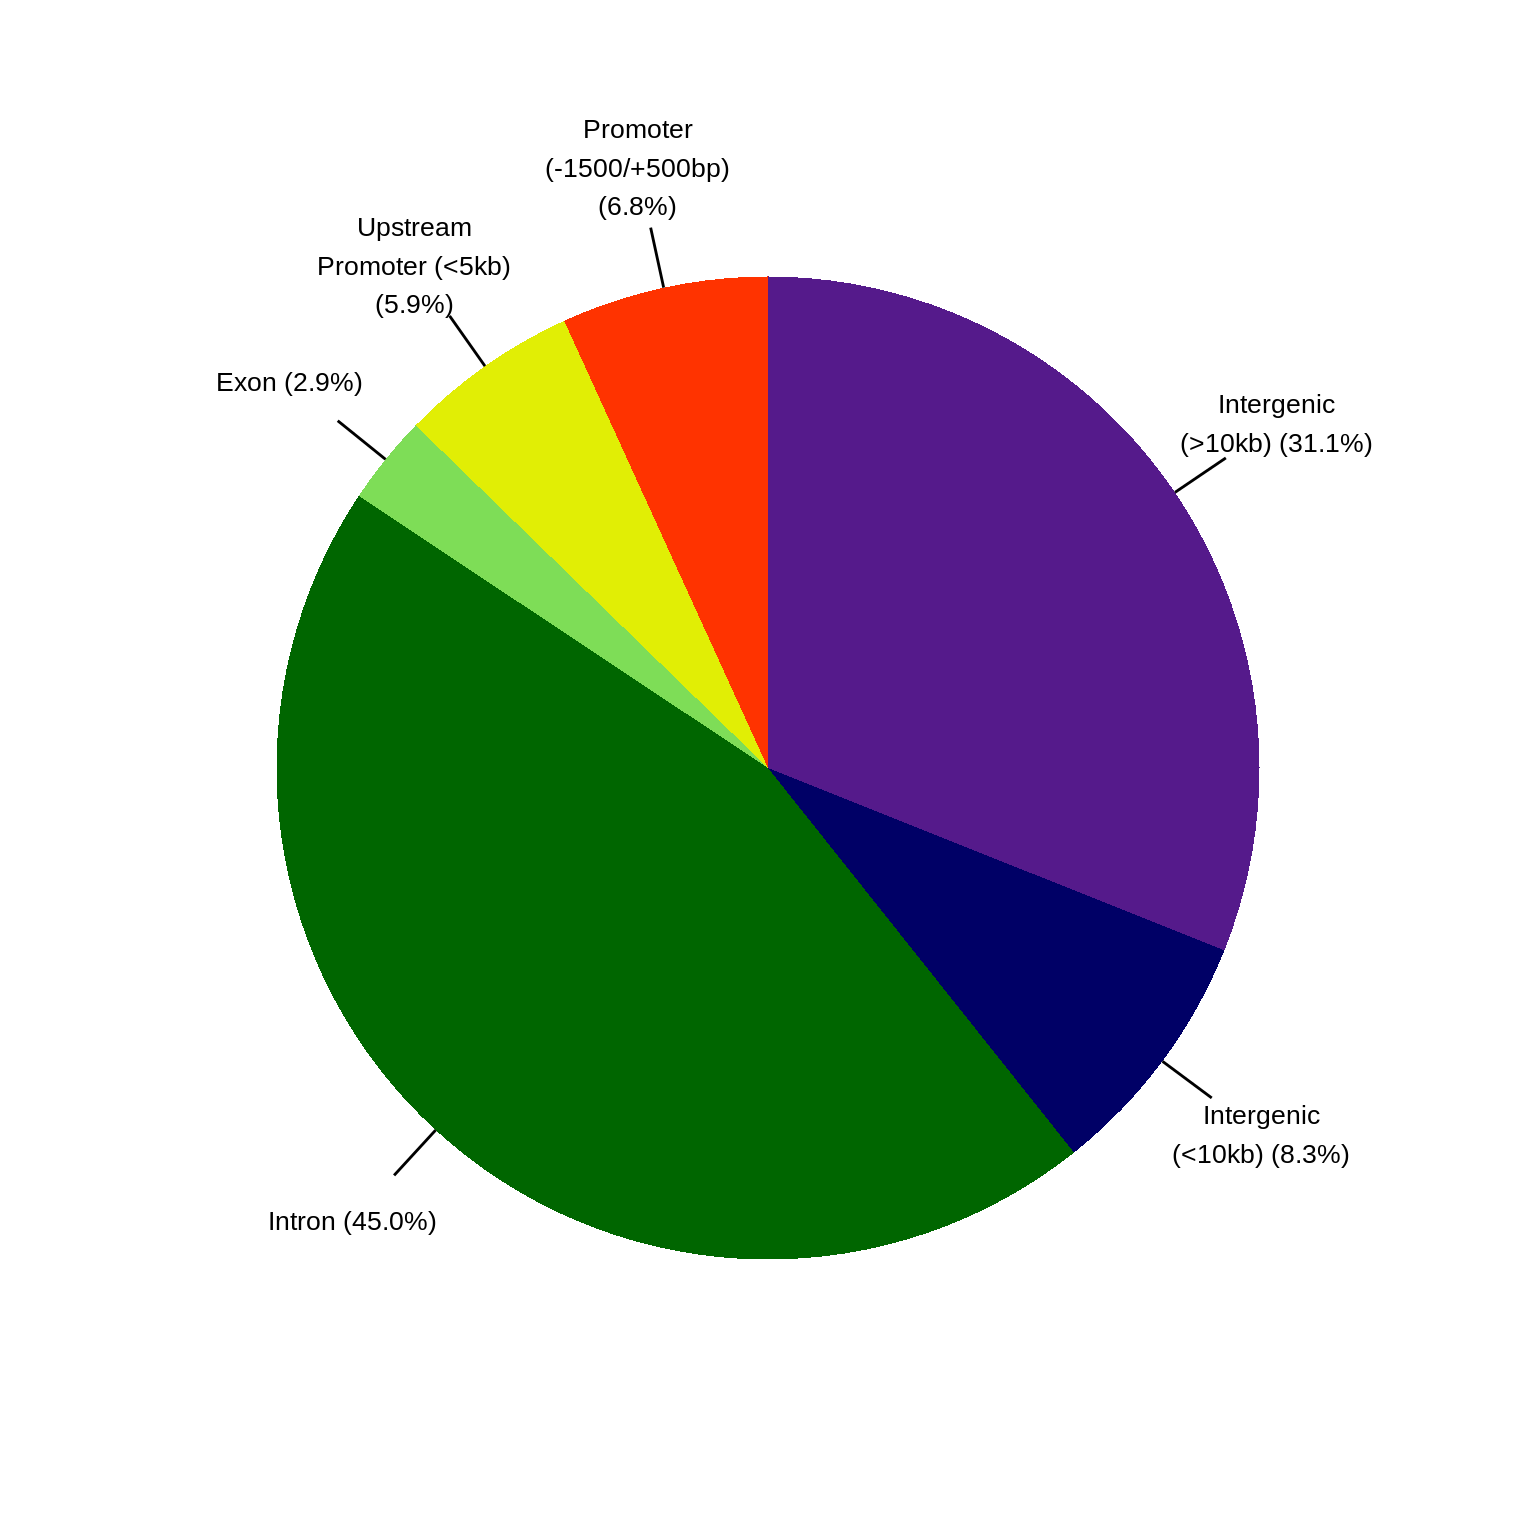 Promoter
(-1500/+500bp)
(6.8%)
Upstream
Promoter (<5kb)
(5.9%)
Exon (2.9%)
Intergenic
(>10kb) (31.1%)
Intergenic
(<10kb) (8.3%)
Intron (45.0%)